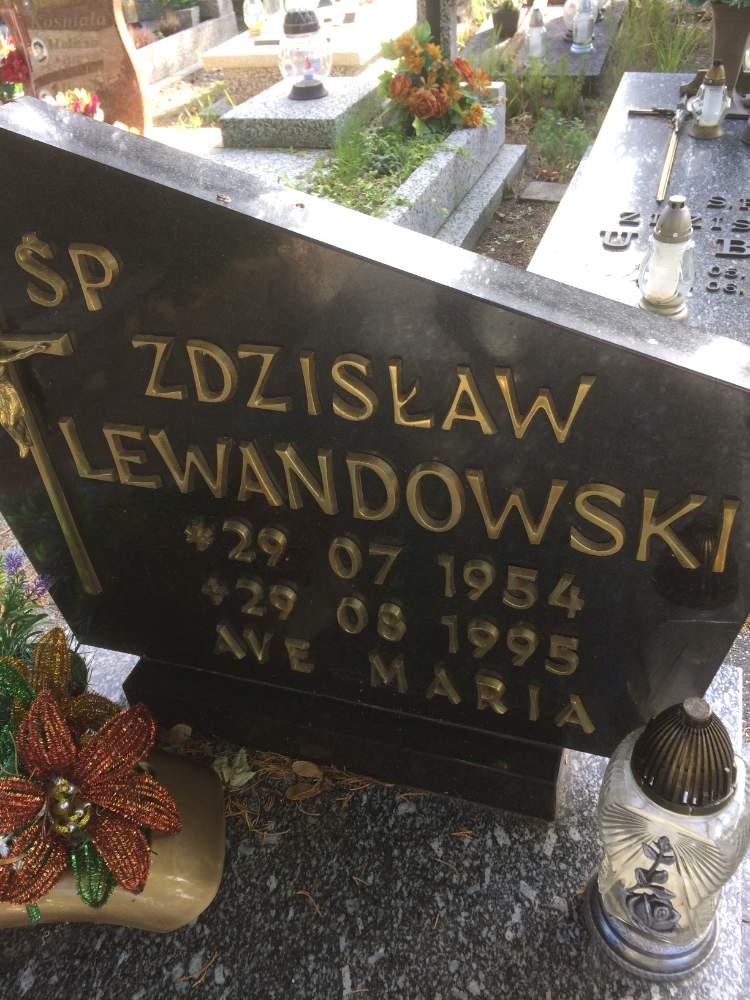 ŚP
ZDZISŁAW
LEWANDOWSKI
* 29 07 1954
* 29 08 1995
AVE MARIA